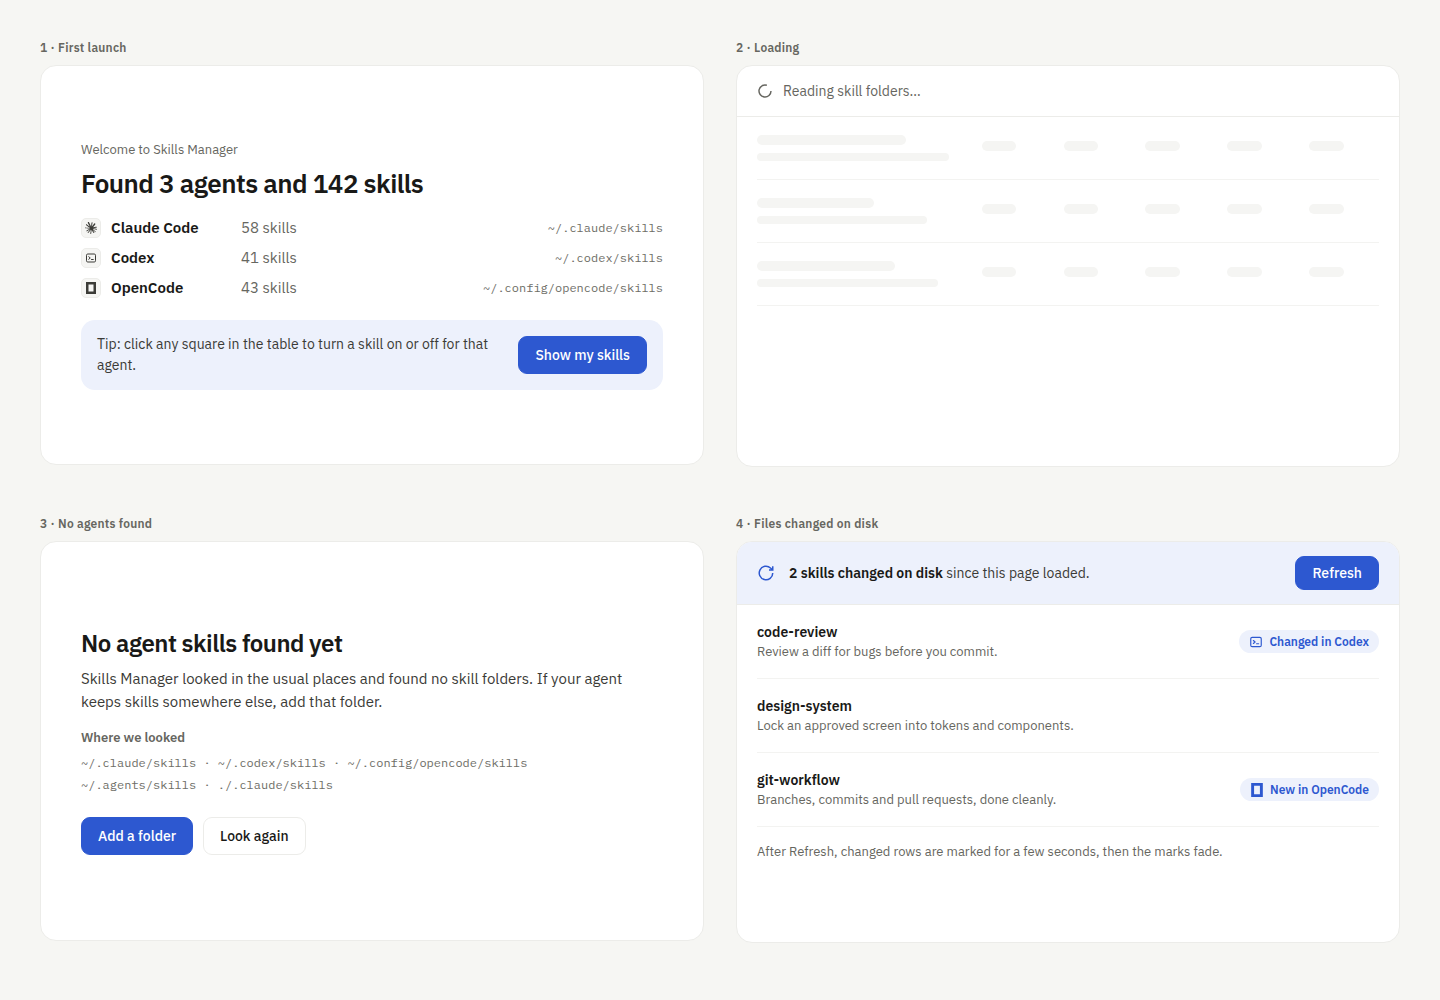 1 · First launch
Welcome to Skills Manager
Found 3 agents and 142 skills
Claude Code 58 skills ~/.claude/skills
Codex 41 skills ~/.codex/skills
OpenCode 43 skills ~/.config/opencode/skills
Tip: click any square in the table to turn a skill on or off for that
agent.
Show my skills
2 · Loading
Reading skill folders...
3 · No agents found
No agent skills found yet
Skills Manager looked in the usual places and found no skill folders. If your agent
keeps skills somewhere else, add that folder.
Where we looked
~/.claude/skills · ~/.codex/skills · ~/.config/opencode/skills
~/.agents/skills · ./.claude/skills
Add a folder
Look again
4 · Files changed on disk
2 skills changed on disk since this page loaded.
Refresh
code-review
Review a diff for bugs before you commit.
Changed in Codex
design-system
Lock an approved screen into tokens and components.
git-workflow
Branches, commits and pull requests, done cleanly.
New in OpenCode
After Refresh, changed rows are marked for a few seconds, then the marks fade.